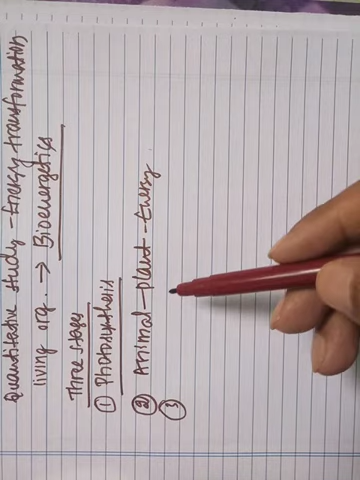 Quantitative study - Energy transformation
living org.. → Bioenergetics
Three stages
① Photosynthesis
② Animal - plant - Energy
③